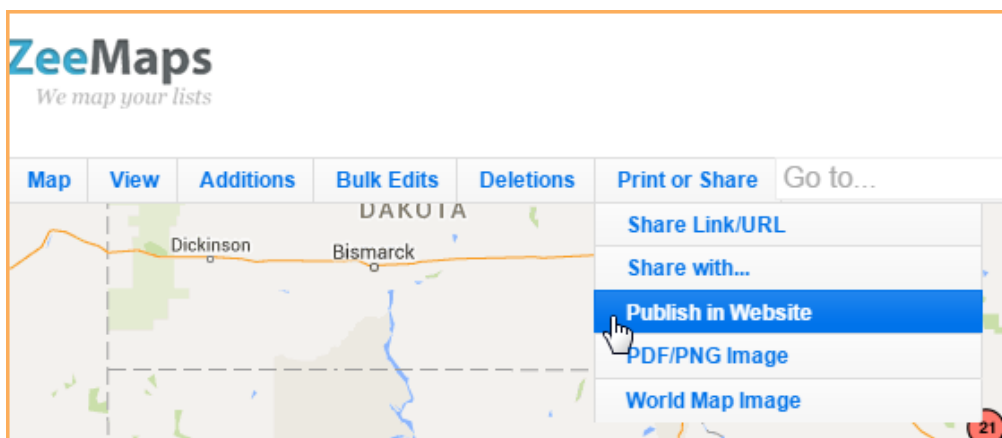 ZeeMaps
We map your lists
Map View Additions Bulk Edits Deletions Print or Share Go to...
DAKOTA
Dickinson
Bismarck
Share Link/URL
Share with...
Publish in Website
PDF/PNG Image
World Map Image
21